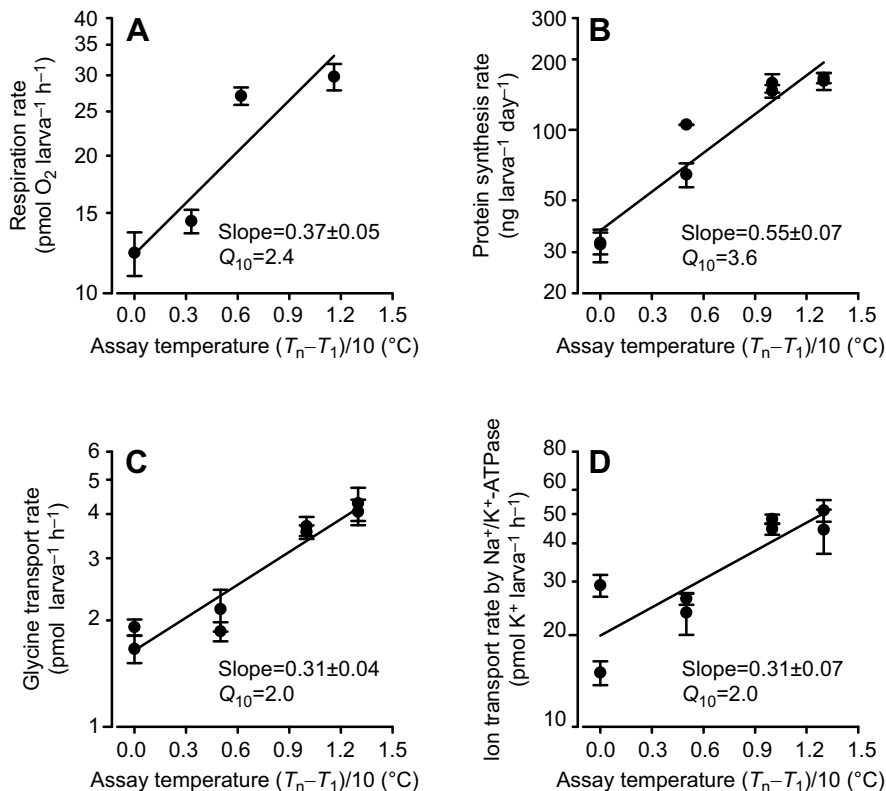 A
Respiration rate
(pmol O₂ larva⁻¹ h⁻¹)
40
35
30
25
20
15
10
Slope=0.37±0.05
Q₁₀=2.4
0.0 0.3 0.6 0.9 1.2 1.5
Assay temperature (Tₙ–T₁)/10 (°C)
B
Protein synthesis rate
(ng larva⁻¹ day⁻¹)
300
200
100
50
30
20
Slope=0.55±0.07
Q₁₀=3.6
0.0 0.3 0.6 0.9 1.2 1.5
Assay temperature (Tₙ–T₁)/10 (°C)
C
Glycine transport rate
(pmol larva⁻¹ h⁻¹)
6
5
4
3
2
1
Slope=0.31±0.04
Q₁₀=2.0
0.0 0.3 0.6 0.9 1.2 1.5
Assay temperature (Tₙ–T₁)/10 (°C)
D
Ion transport rate by Na⁺/K⁺-ATPase
(pmol K⁺ larva⁻¹ h⁻¹)
80
60
50
40
30
20
10
Slope=0.31±0.07
Q₁₀=2.0
0.0 0.3 0.6 0.9 1.2 1.5
Assay temperature (Tₙ–T₁)/10 (°C)